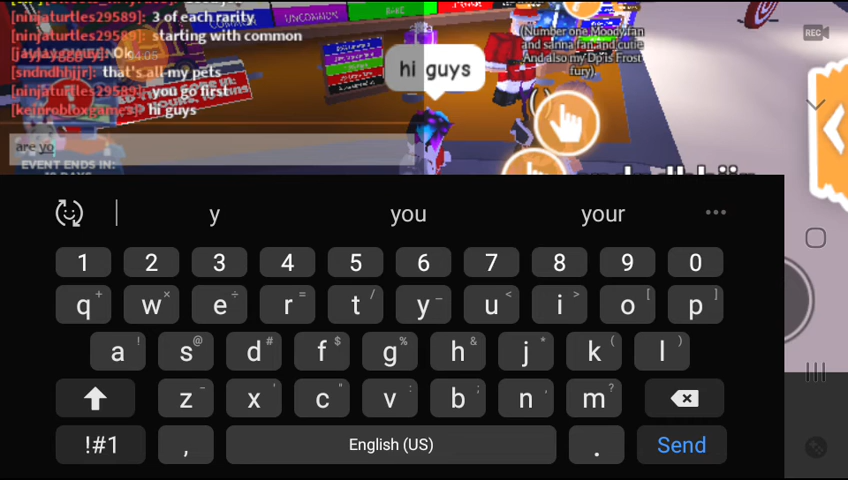 UNCOMMON
[ninjaturtles29589]: 3 of each rarity
[ninjaturtles29589]: starting with common
Ok
[sndndhhjir]: that's all my pets
[ninjaturtles29589]: you go first
hi guys
hi guys
(Number one Moody fan
and sanna fan and cutie
And also my Dp is Frost
fury).
REC
are yo
EVENT ENDS IN:
y
you
your
1 2 3 4 5 6 7 8 9 0
q + w × e ÷ r = t / y _ u < i > o [ p ]
a ! s @ d # f $ g % h & j * k ( l )
z - x ' c " v : b ; n , m ?
!#1 , English (US) . Send